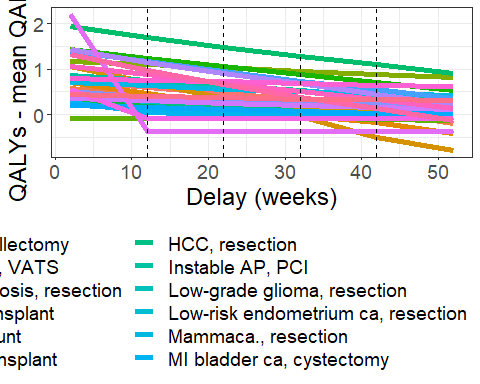 QALYs - mean QAL
2
1
0
0
10
20
30
40
50
Delay (weeks)
llectomy
, VATS
osis, resection
nsplant
unt
nsplant
HCC, resection
Instable AP, PCI
Low-grade glioma, resection
Low-risk endometrium ca, resection
Mammaca., resection
MI bladder ca, cystectomy